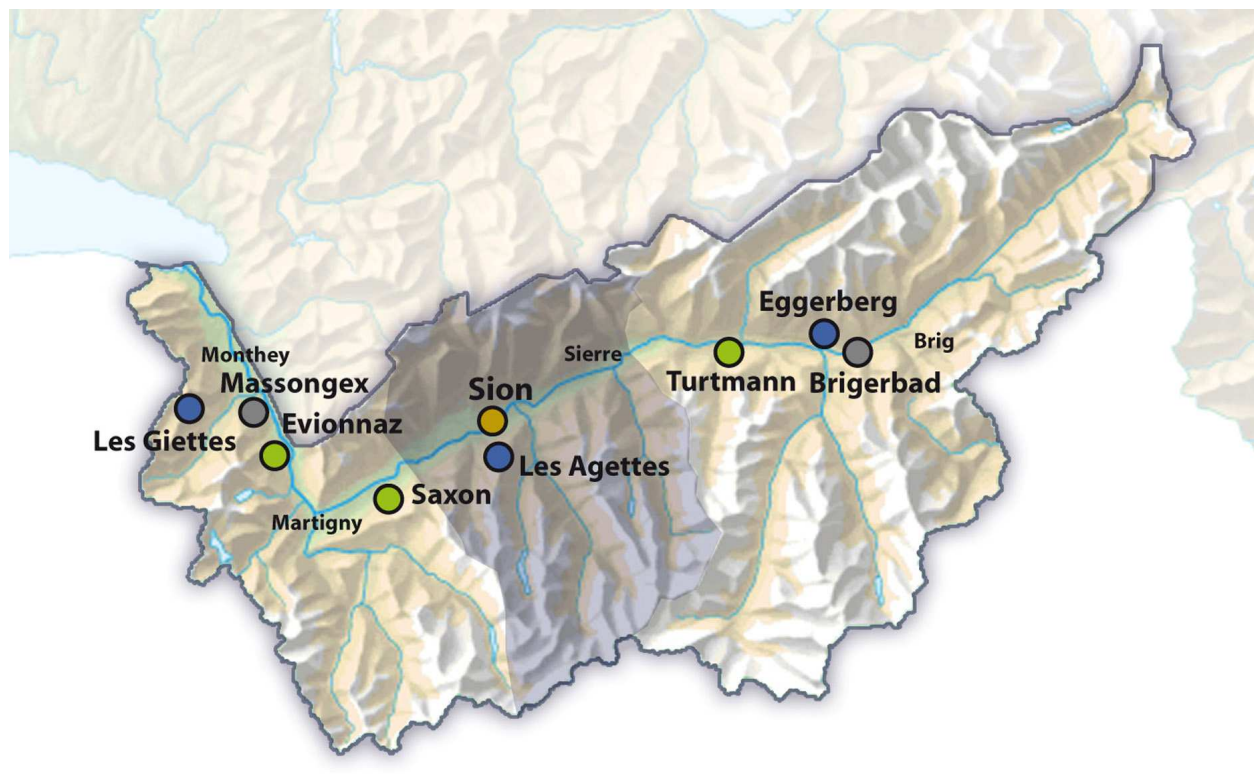 Eggerberg
Brig
Monthey
Sierre
Massongex
Sion
Turtmann
Brigerbad
Evionnaz
Les Giettes
Les Agettes
Saxon
Martigny